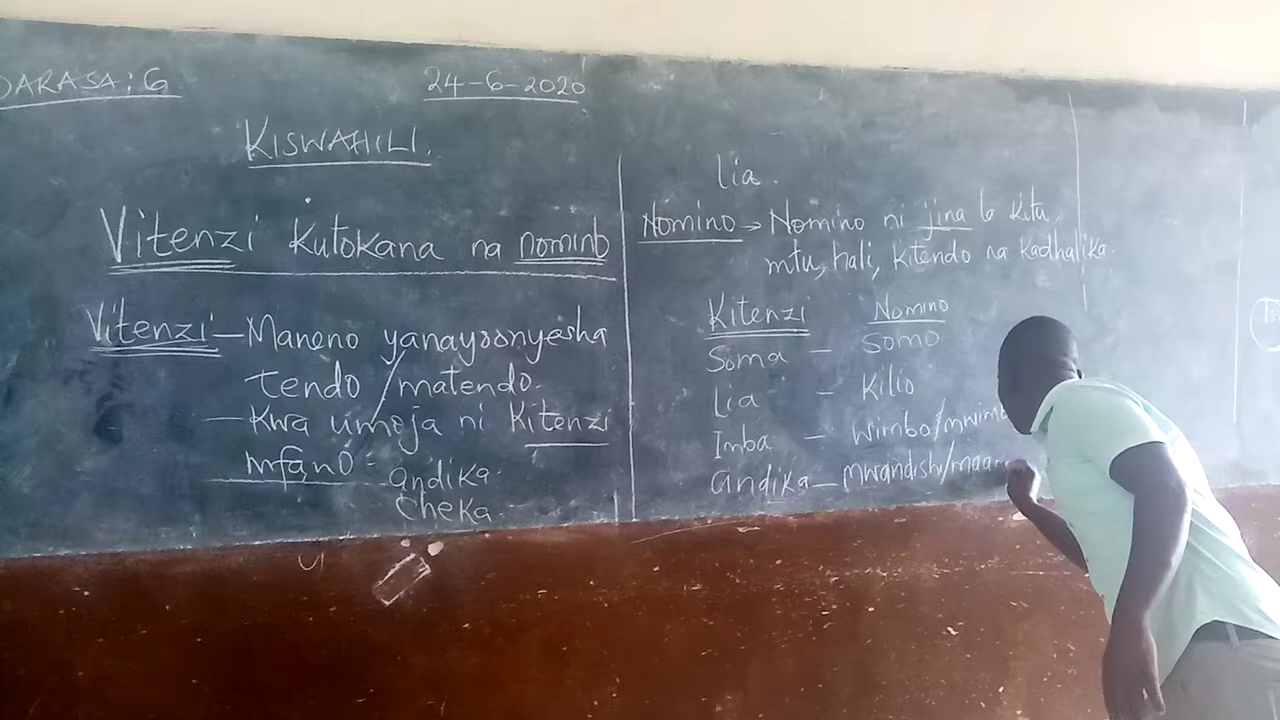 DARASA: 6
24-6-2020
KISWAHILI.
Vitenzi kutokana na nomino
Vitenzi - Maneno yanayoonyesha
tendo / matendo.
- Kwa umoja ni Kitenzi
Mfano: andika.
cheka.
lia.
Nomino → Nomino ni jina la kitu,
mtu, hali, kitendo na kadhalika.
Kitenzi Nomino
Soma - Somo
Lia - Kilio
Imba - Wimbo/mwimb
andika - Mwandishi/maan